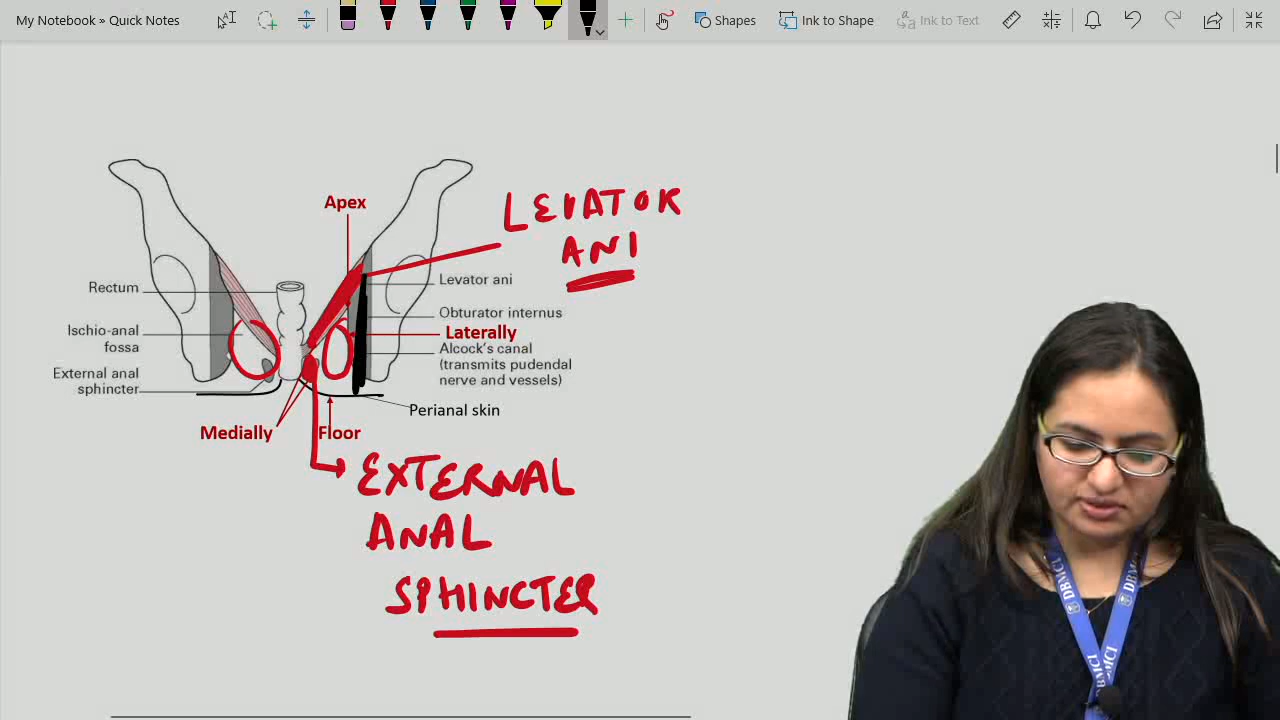 My Notebook » Quick Notes
Shapes
Ink to Shape
Ink to Text
Apex
LEVATOR
ANI
Rectum
Levator ani
Obturator internus
Ischio-anal
fossa
Laterally
Alcock's canal
(transmits pudendal
nerve and vessels)
External anal
sphincter
Perianal skin
Medially
Floor
EXTERNAL
ANAL
SPHINCTER
DBMCI
DBMCI